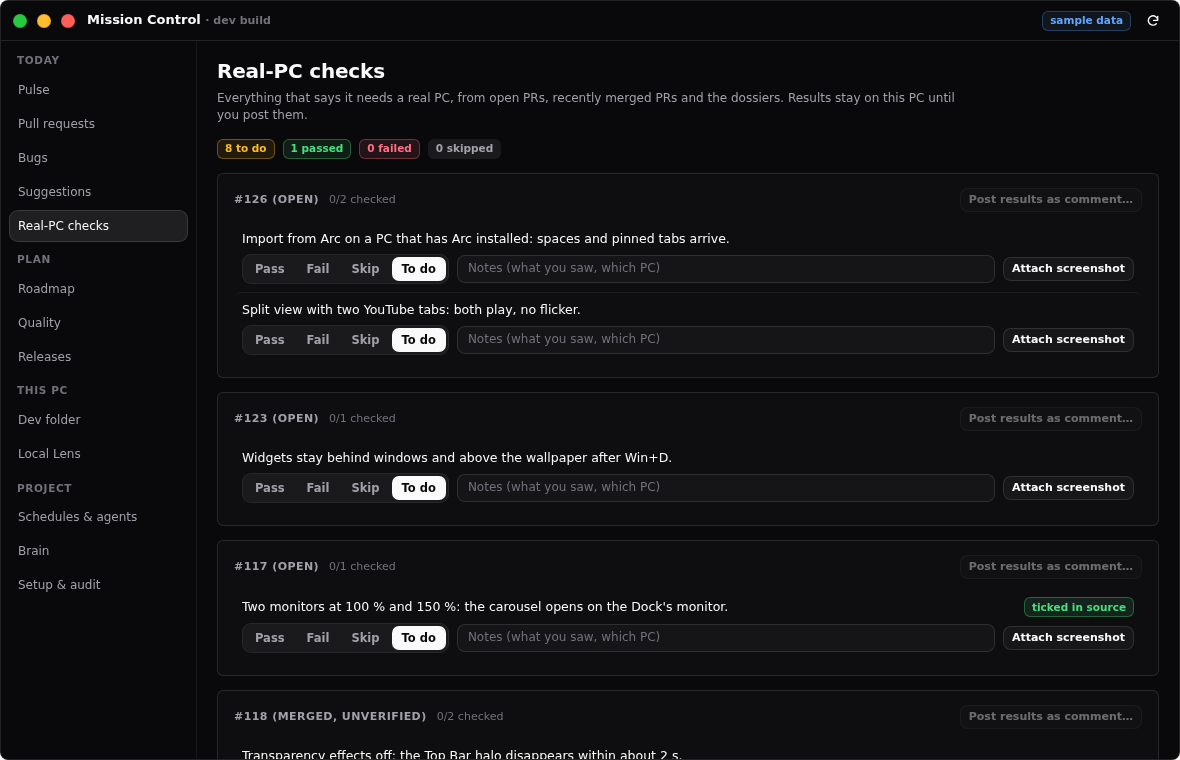 Mission Control · dev build
sample data
TODAY
Pulse
Pull requests
Bugs
Suggestions
Real-PC checks
PLAN
Roadmap
Quality
Releases
THIS PC
Dev folder
Local Lens
PROJECT
Schedules & agents
Brain
Setup & audit
Real-PC checks
Everything that says it needs a real PC, from open PRs, recently merged PRs and the dossiers. Results stay on this PC until
you post them.
8 to do 1 passed 0 failed 0 skipped
#126 (OPEN) 0/2 checked Post results as comment…
Import from Arc on a PC that has Arc installed: spaces and pinned tabs arrive.
Pass Fail Skip To do Notes (what you saw, which PC) Attach screenshot
Split view with two YouTube tabs: both play, no flicker.
Pass Fail Skip To do Notes (what you saw, which PC) Attach screenshot
#123 (OPEN) 0/1 checked Post results as comment…
Widgets stay behind windows and above the wallpaper after Win+D.
Pass Fail Skip To do Notes (what you saw, which PC) Attach screenshot
#117 (OPEN) 0/1 checked Post results as comment…
Two monitors at 100 % and 150 %: the carousel opens on the Dock's monitor. ticked in source
Pass Fail Skip To do Notes (what you saw, which PC) Attach screenshot
#118 (MERGED, UNVERIFIED) 0/2 checked Post results as comment…
Transparency effects off: the Top Bar halo disappears within about 2 s.